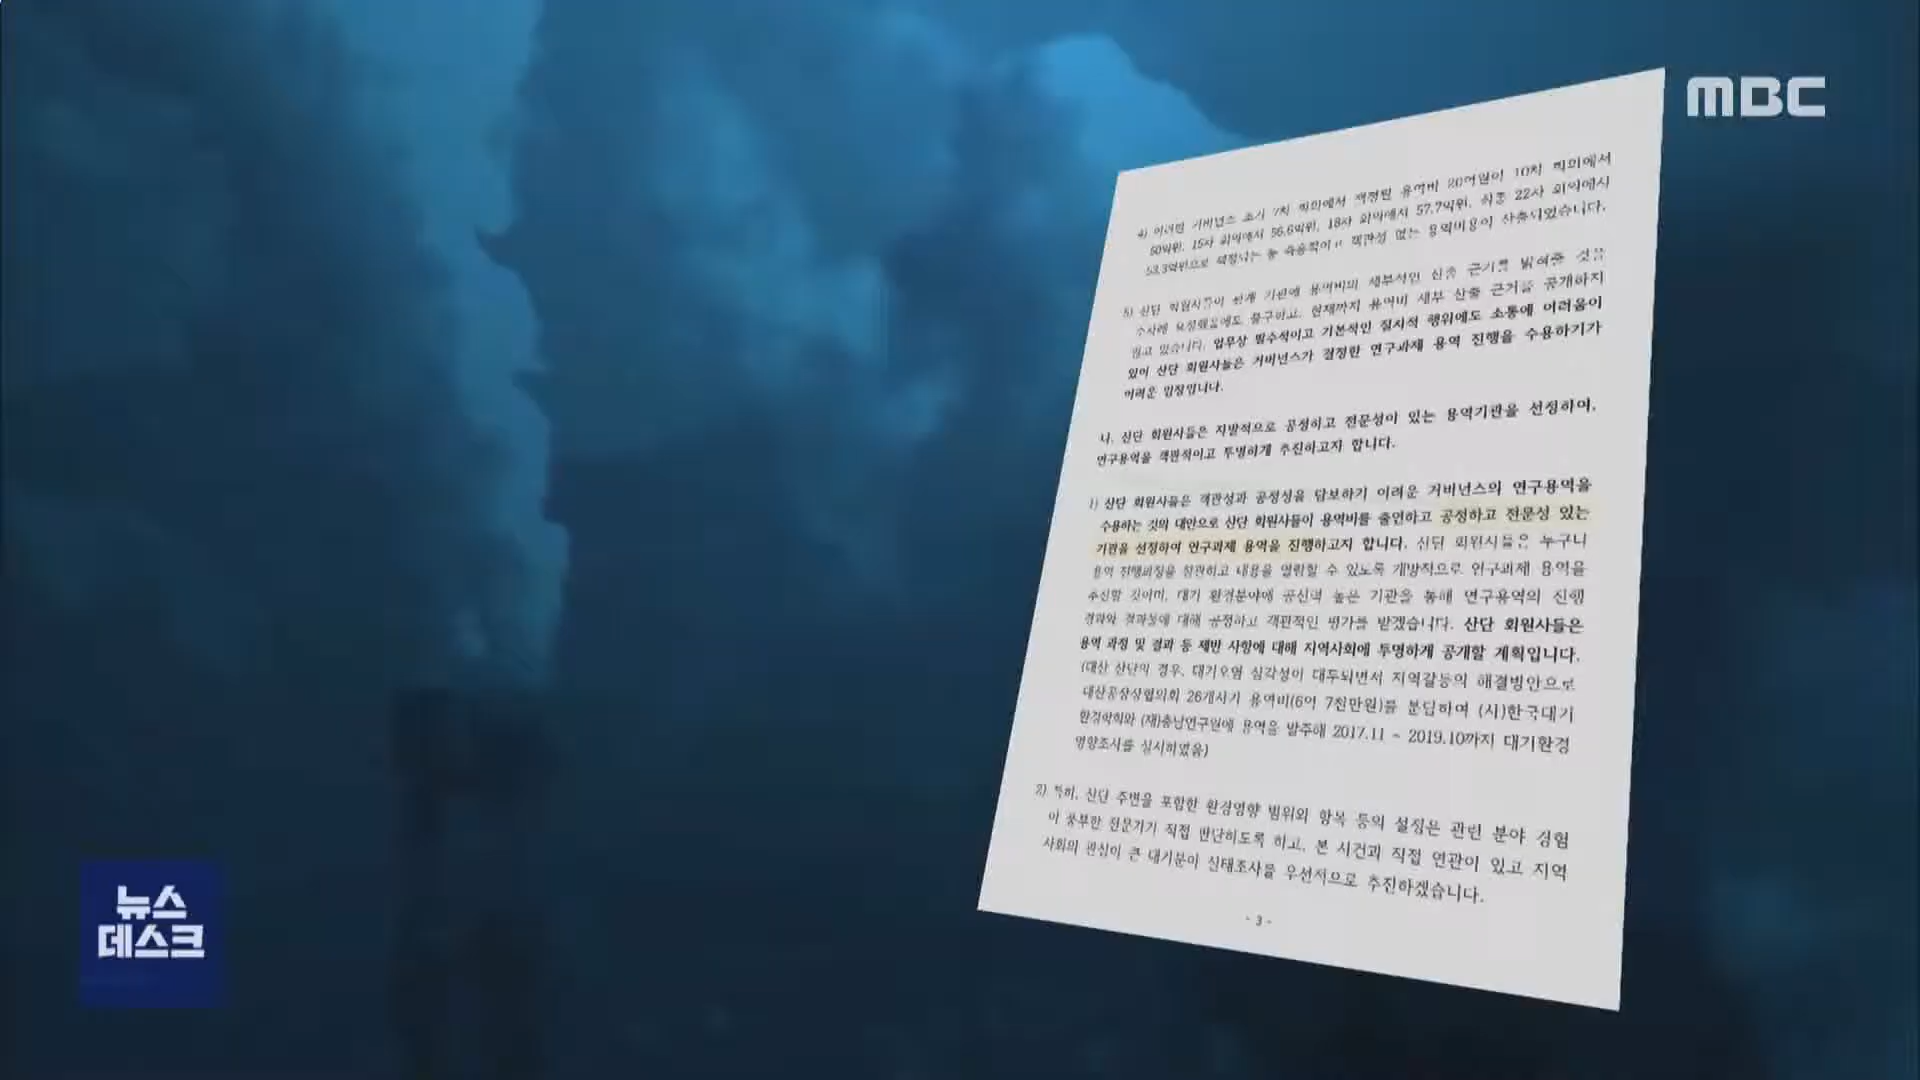 MBC
4) 이러한 거버넌스 초기 7차 회의에서 책정된 용역비 20억원이 10차 회의에서
50억원, 15차 회의에서 56.6억원, 18차 회의에서 57.7억원, 최종 22차 회의에서
53.3억원으로 책정되는 등 객관성 없는 용역비용이 산출되었습니다.
5) 산단 회원사들이 관계 기관에 용역비의 세부적인 산출 근거를 밝혀줄 것을
수차례 요청했음에도 불구하고, 현재까지 용역비 세부 산출 근거를 공개하지
않고 있습니다. 업무상 필수적이고 기본적인 행위에도 소통에 어려움이
있어 산단 회원사들은 거버넌스가 결정한 연구과제 용역 진행을 수용하기가
어려운 입장입니다.
나. 산단 회원사들은 자발적으로 공정하고 전문성이 있는 용역기관을 선정하여,
연구용역을 객관적이고 투명하게 추진하고자 합니다.
1) 산단 회원사들은 객관성과 공정성을 담보하기 어려운 거버넌스의 연구용역을
수용하는 것의 대안으로 산단 회원사들이 용역비를 출연하고 공정하고 전문성 있는
기관을 선정하여 연구과제 용역을 진행하고자 합니다. 산단 회원사들은 누구나
용역 진행과정을 참관하고 내용을 열람할 수 있도록 개방적으로 연구과제 용역을
추진할 것이며, 대기 환경분야에 공신력 높은 기관을 통해 연구용역의 진행
경과와 결과물에 대해 공정하고 객관적인 평가를 받겠습니다. 산단 회원사들은
용역 과정 및 결과 등 제반 사항에 대해 지역사회에 투명하게 공개할 계획입니다.
(대산 산단의 경우, 대기오염 심각성이 대두되면서 지역갈등의 해결방안으로
대산공장장협의회 26개사가 용역비(6억 7천만원)를 분담하여 (사)한국대기
환경학회와 (재)충남연구원에 용역을 발주해 2017.11 ~ 2019.10까지 대기환경
영향조사를 실시하였음)
2) 특히, 산단 주변을 포함한 환경영향 범위와 항목 등의 설정은 관련 분야 경험
이 풍부한 전문가가 직접 판단하도록 하고, 본 사건과 직접 연관이 있고 지역
사회의 관심이 큰 대기분야 실태조사를 우선적으로 추진하겠습니다.
- 3 -
뉴스
데스크